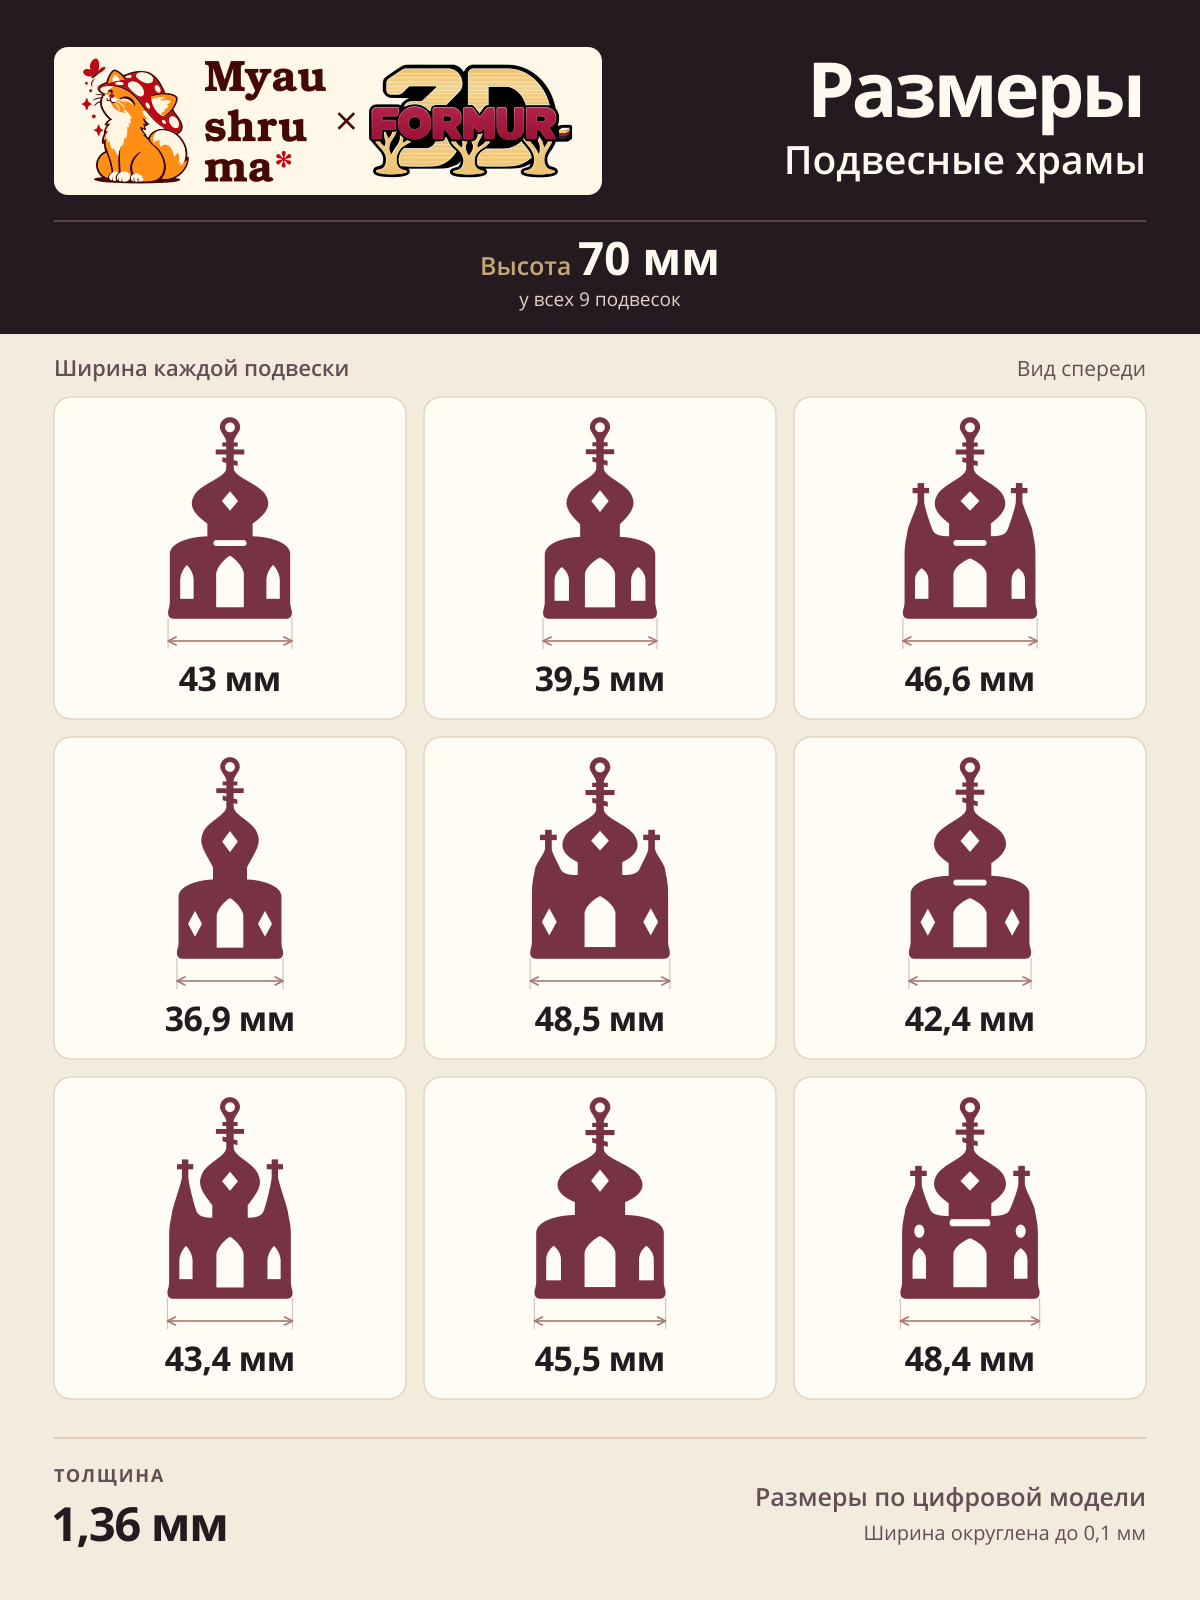 Myau
shru
ma*
×
3D
FORMUR
Размеры
Подвесные храмы
Высота 70 мм
у всех 9 подвесок
Ширина каждой подвески
Вид спереди
43 мм
39,5 мм
46,6 мм
36,9 мм
48,5 мм
42,4 мм
43,4 мм
45,5 мм
48,4 мм
ТОЛЩИНА
1,36 мм
Размеры по цифровой модели
Ширина округлена до 0,1 мм